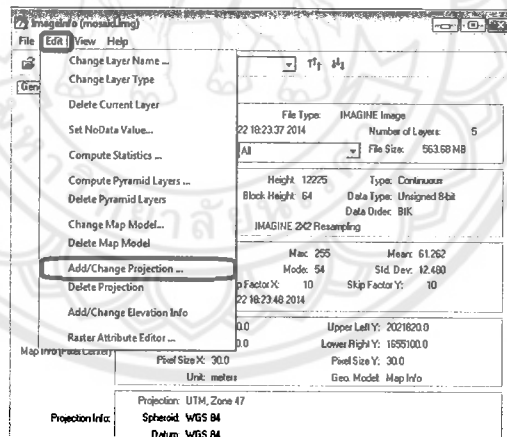 ImageInfo (mosaic.img)
File Edit View Help
Change Layer Name ...
Change Layer Type
Delete Current Layer
Set NoData Value...
Compute Statistics ...
Compute Pyramid Layers ...
Delete Pyramid Layers
Change Map Model...
Delete Map Model
Add/Change Projection ...
Delete Projection
Add/Change Elevation Info
Raster Attribute Editor ...
Gen
File Type: IMAGINE Image
22 18:23:37 2014 Number of Layers: 5
All File Size: 563.68 MB
Height: 12225 Type: Continuous
Block Height: 64 Data Type: Unsigned 8-bit
Data Order: BIK
IMAGINE 2X2 Resampling
Max: 255 Mean: 61.262
Mode: 54 Std. Dev: 12.480
p Factor X: 10 Skip Factor Y: 10
22 18:23:48 2014
0.0 Upper Left Y: 2021820.0
0.0 Lower Right Y: 1655100.0
Map Info (Pixel Center) Pixel Size X: 30.0 Pixel Size Y: 30.0
Unit: meters Geo. Model: Map Info
Projection: UTM, Zone 47
Projection Info: Spheroid: WGS 84
Datum: WGS 84